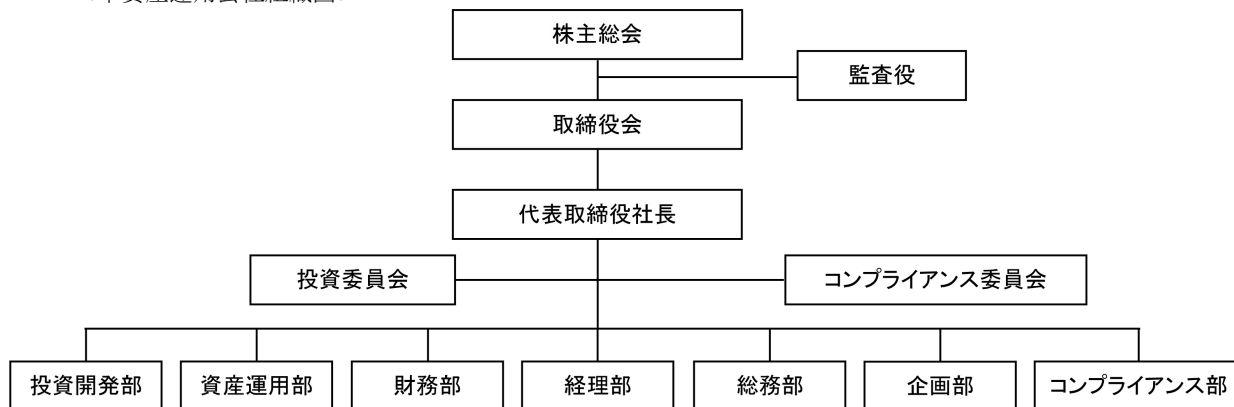 株主総会
監査役
取締役会
代表取締役社長
投資委員会
コンプライアンス委員会
投資開発部
資産運用部
財務部
経理部
総務部
企画部
コンプライアンス部